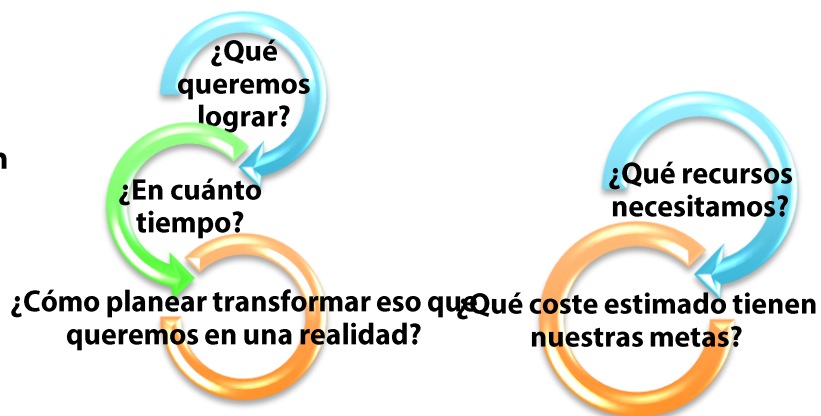 ¿Qué
queremos
lograr?
n
¿En cuánto
tiempo?
¿Cómo planear transformar eso que
queremos en una realidad?
¿Qué recursos
necesitamos?
¿Qué coste estimado tienen
nuestras metas?